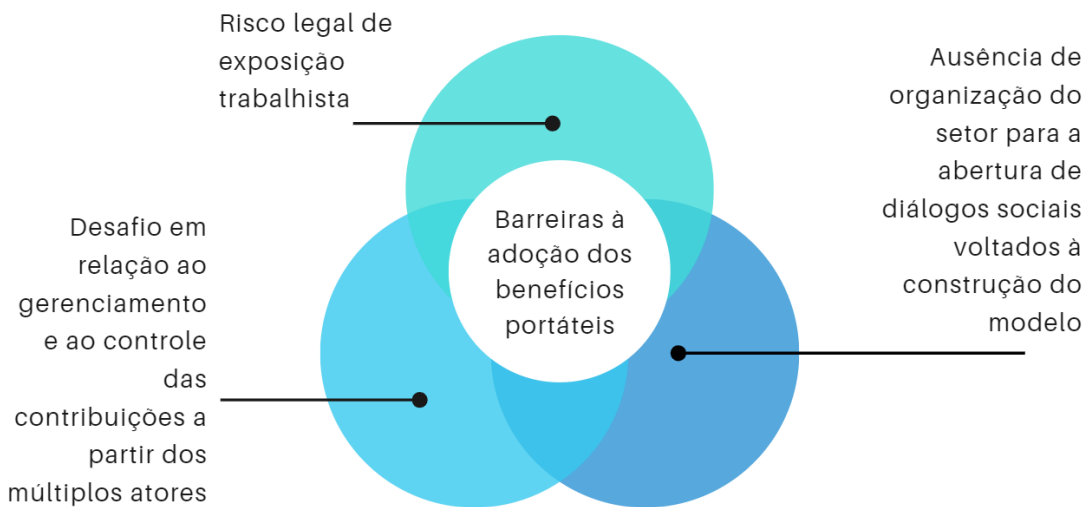 Risco legal de
exposição
trabalhista
Ausência de
organização do
setor para a
abertura de
diálogos sociais
voltados à
construção do
modelo
Desafio em
relação ao
gerenciamento
e ao controle
das
contribuições a
partir dos
múltiplos atores
Barreiras à
adoção dos
benefícios
portáteis